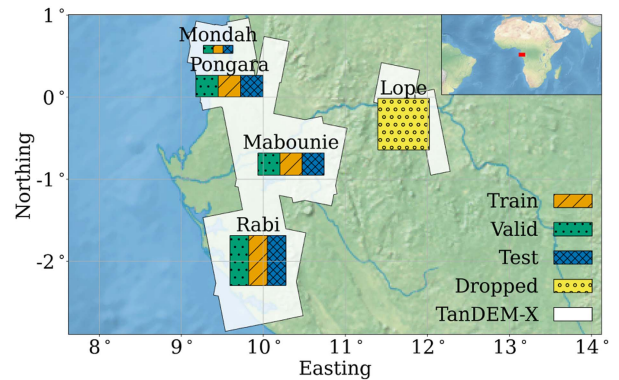 1°
0°
-1°
-2°
Northing
Mondah
Pongara
Lope
Mabounie
Rabi
Train
Valid
Test
Dropped
TanDEM-X
8° 9° 10° 11° 12° 13° 14°
Easting